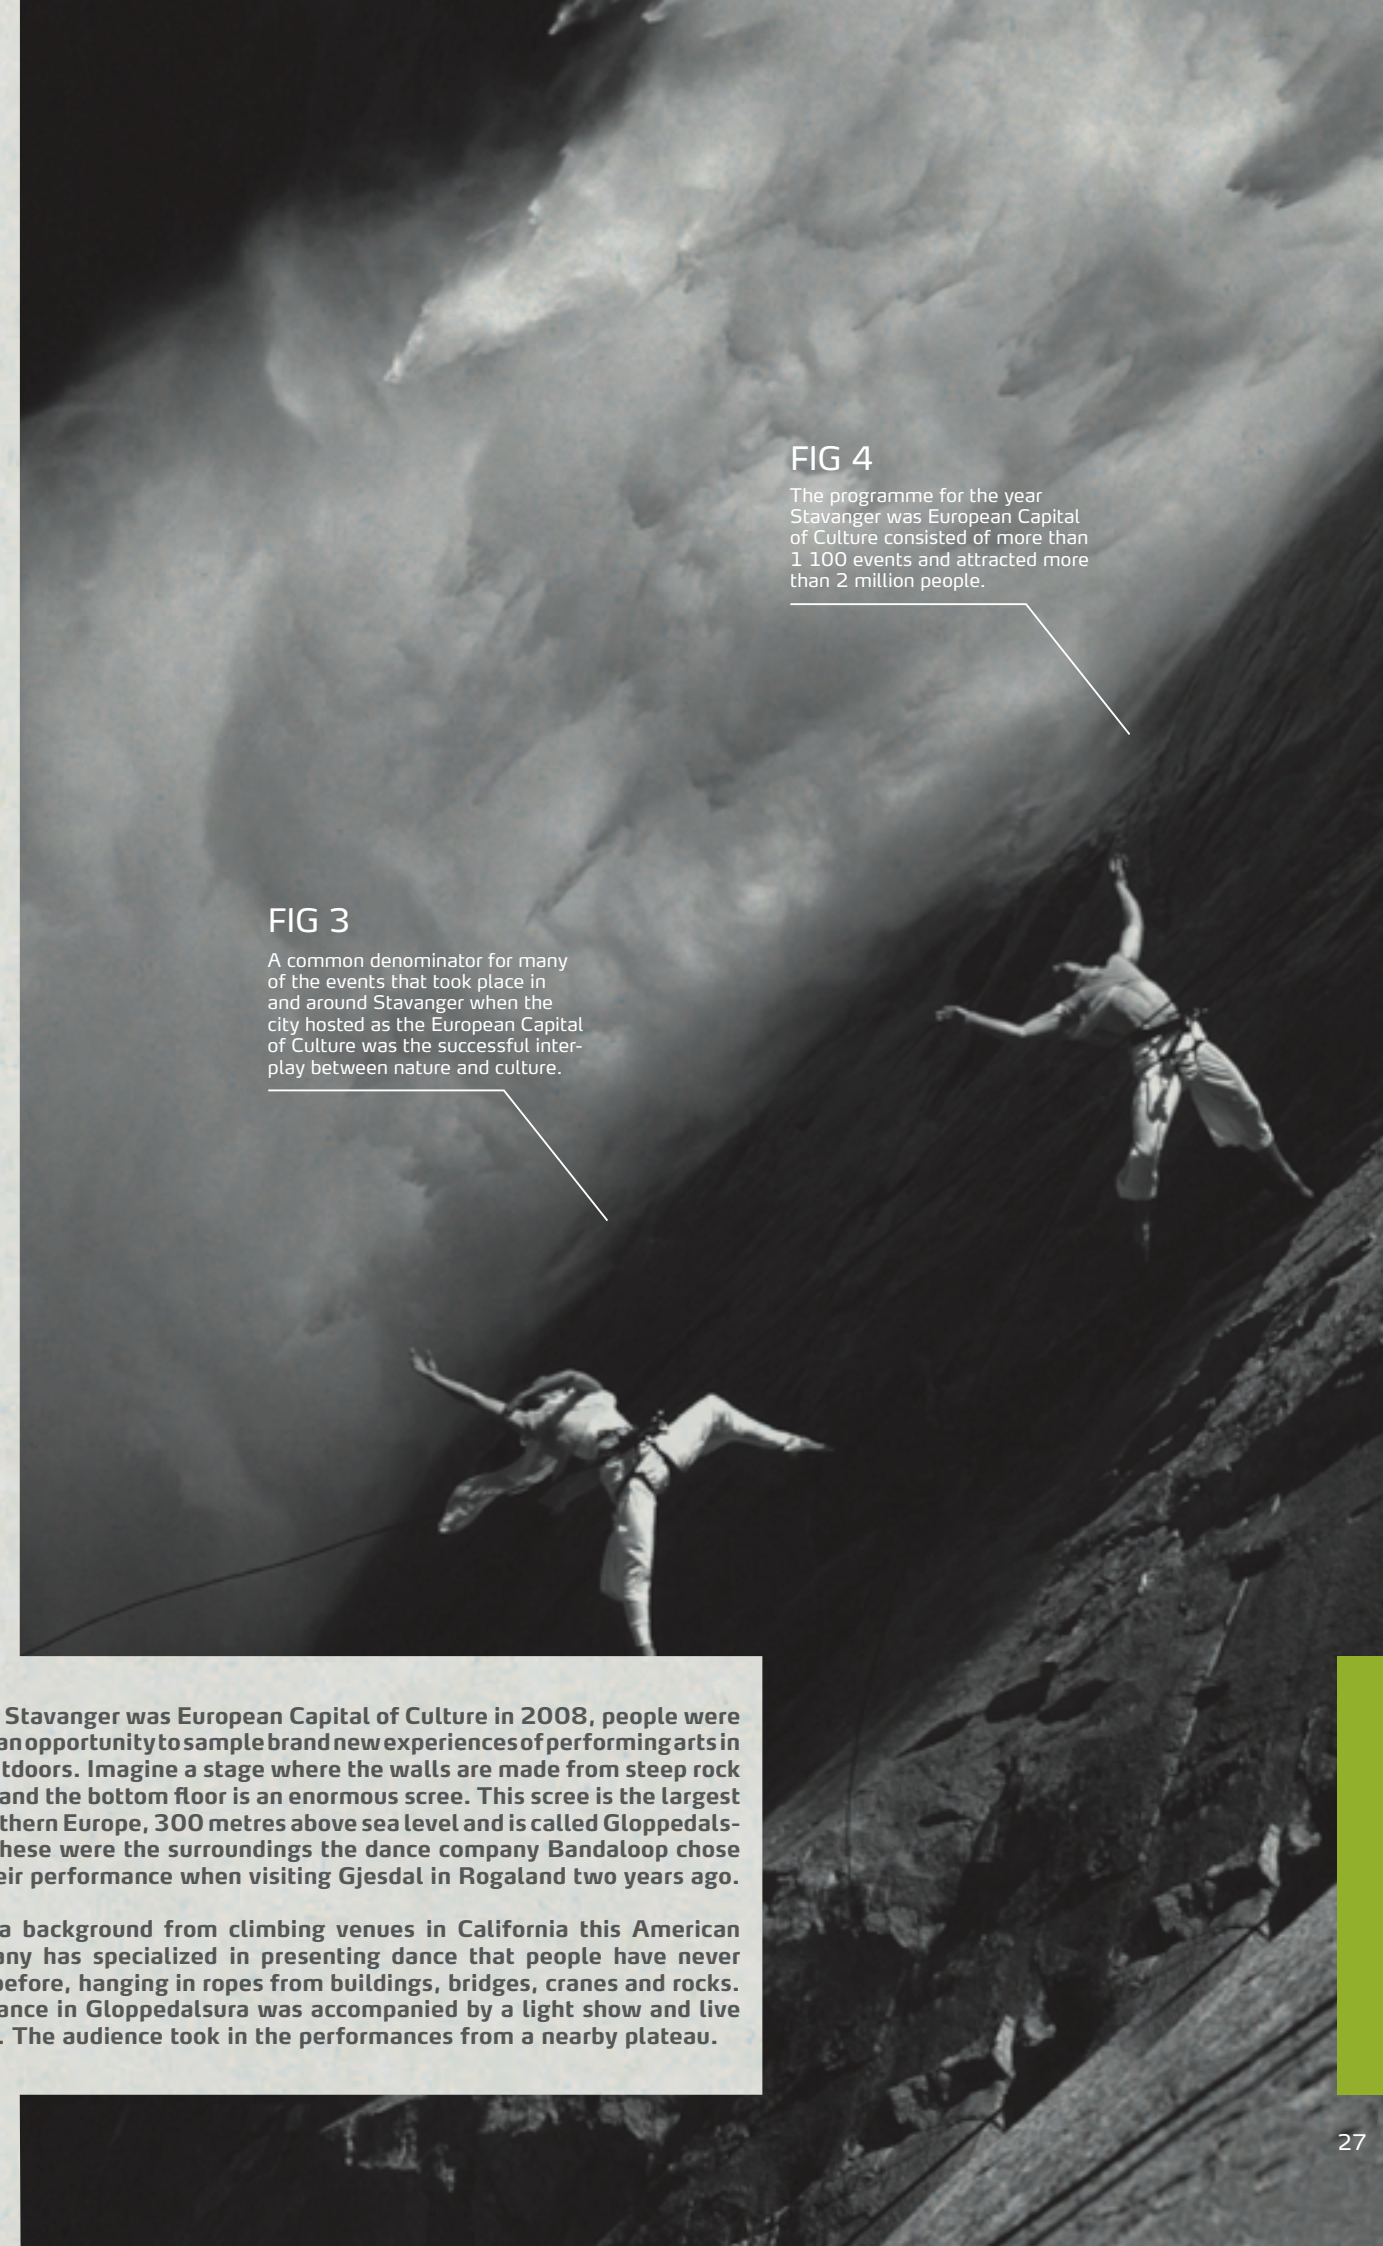 FIG 4
The programme for the year
Stavanger was European Capital
of Culture consisted of more than
1 100 events and attracted more
than 2 million people.
FIG 3
A common denominator for many
of the events that took place in
and around Stavanger when the
city hosted as the European Capital
of Culture was the successful inter-
play between nature and culture.
Stavanger was European Capital of Culture in 2008, people were
an opportunity to sample brand new experiences of performing arts in
tdoors. Imagine a stage where the walls are made from steep rock
and the bottom floor is an enormous scree. This scree is the largest
thern Europe, 300 metres above sea level and is called Gloppedals-
hese were the surroundings the dance company Bandaloop chose
eir performance when visiting Gjesdal in Rogaland two years ago.
a background from climbing venues in California this American
any has specialized in presenting dance that people have never
before, hanging in ropes from buildings, bridges, cranes and rocks.
ance in Gloppedalsura was accompanied by a light show and live
. The audience took in the performances from a nearby plateau.
27